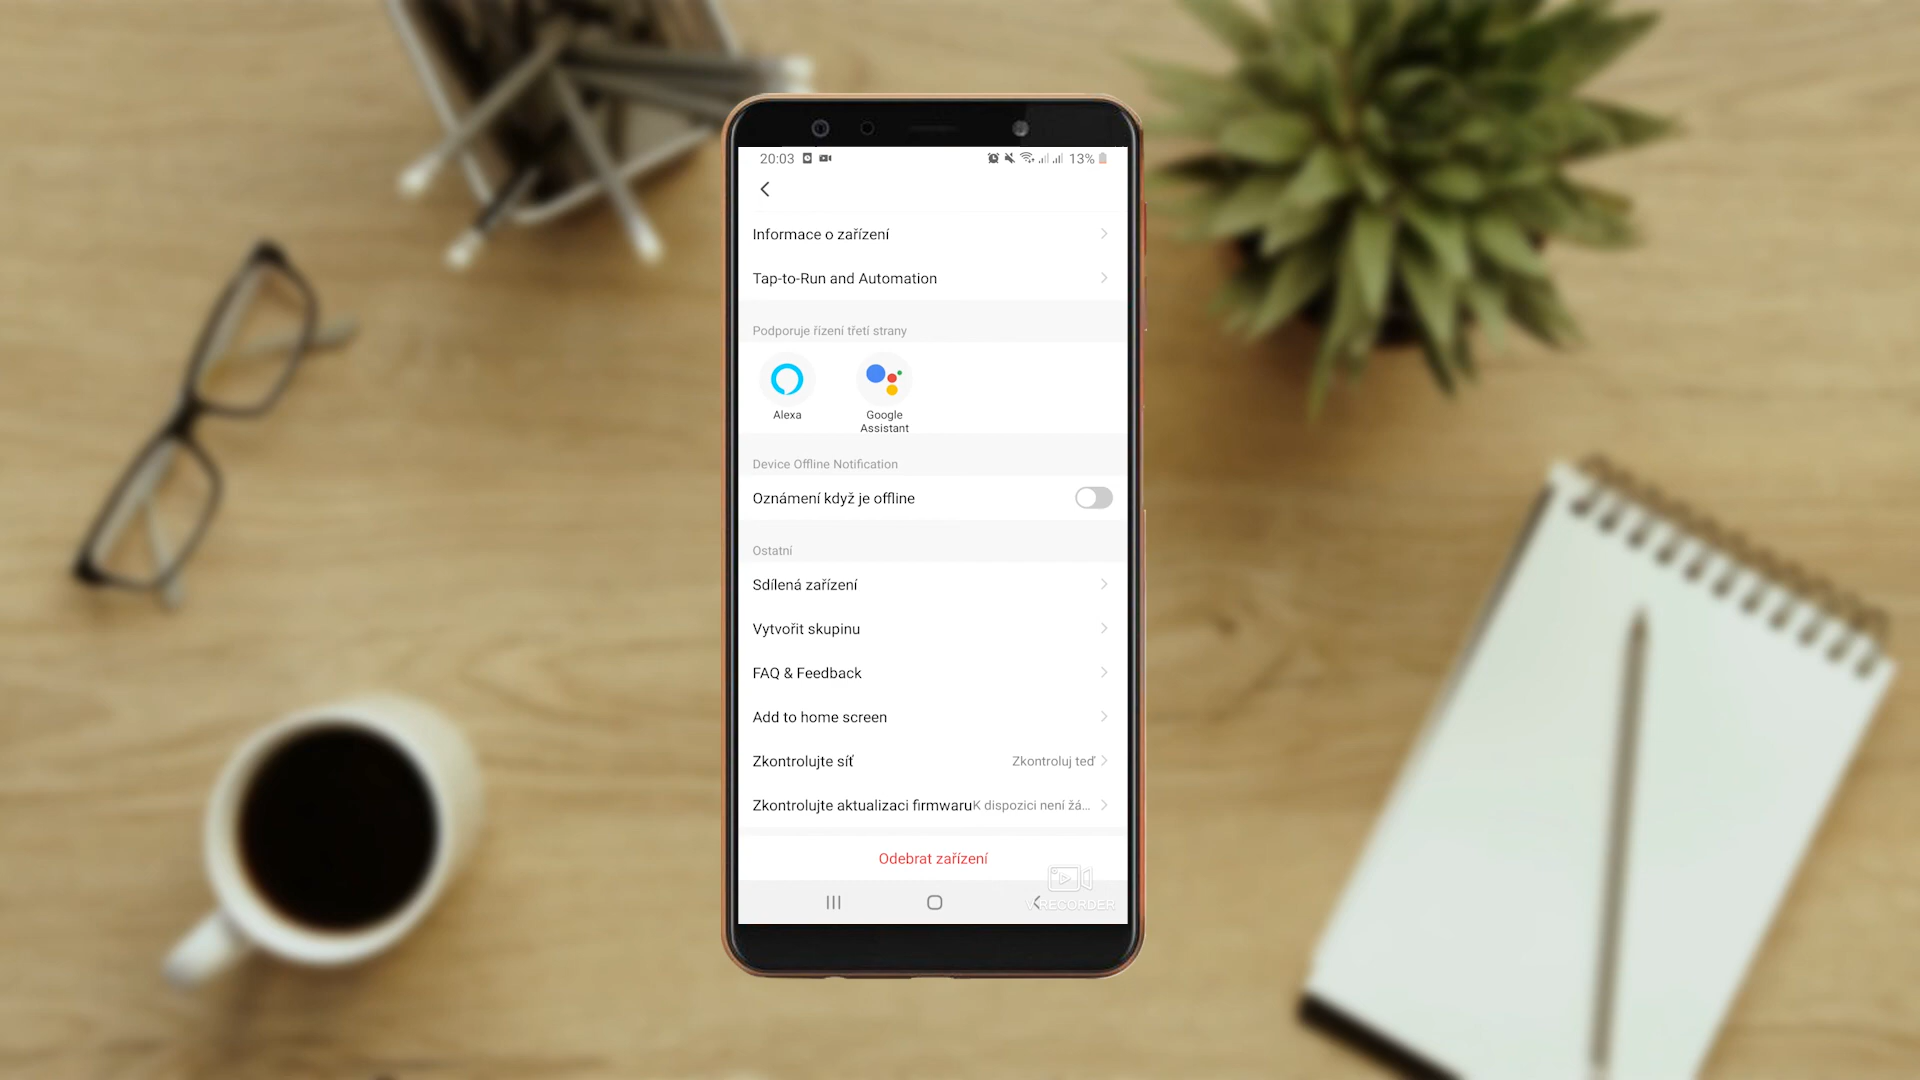 20:03 13%
Informace o zařízení
Tap-to-Run and Automation
Podporuje řízení třetí strany
Alexa
Google
Assistant
Device Offline Notification
Oznámení když je offline
Ostatní
Sdílená zařízení
Vytvořit skupinu
FAQ & Feedback
Add to home screen
Zkontrolujte síť Zkontroluj teď
Zkontrolujte aktualizaci firmwaru K dispozici není žá...
Odebrat zařízení
V RECORDER